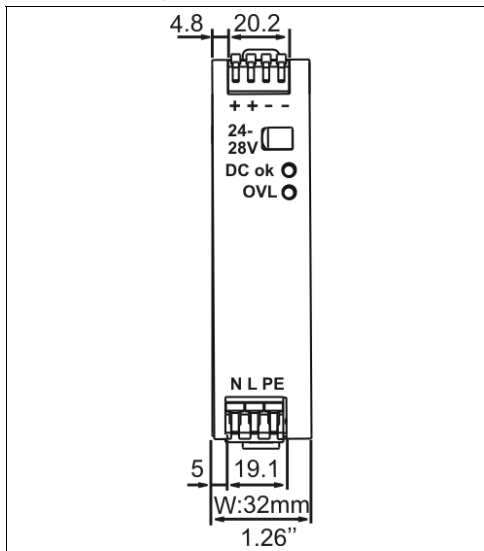 4.8 20.2
+ + - -
24-
28V
DC ok
OVL
N L PE
5 19.1
W:32mm
1.26’’